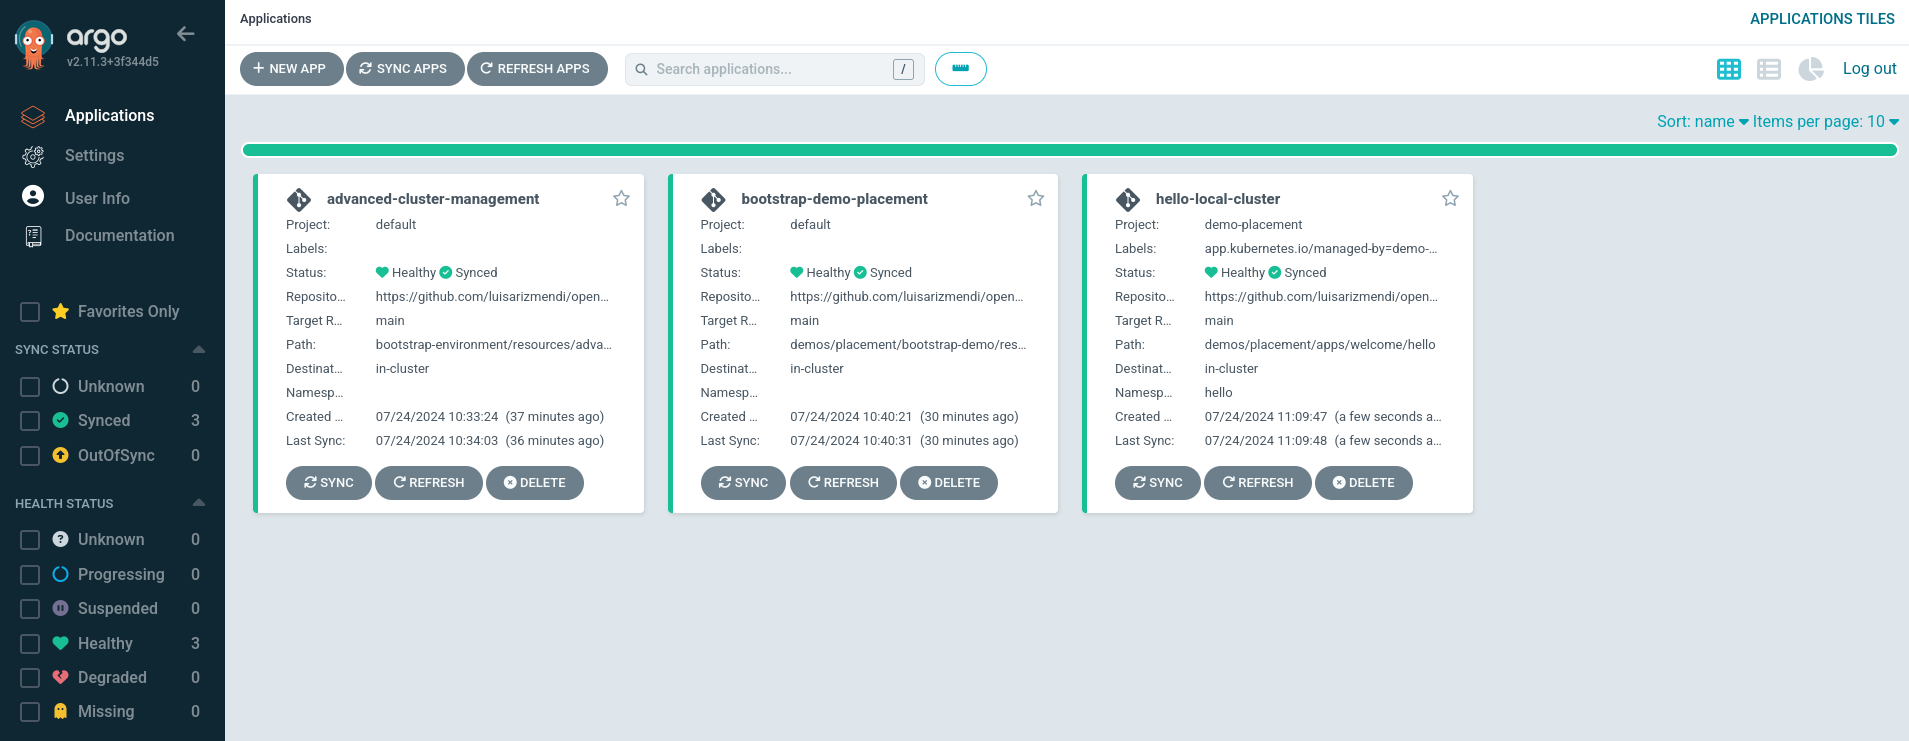 argo
v2.11.3+3f344d5
Applications
Settings
User Info
Documentation
Favorites Only
SYNC STATUS
Unknown 0
Synced 3
OutOfSync 0
HEALTH STATUS
Unknown 0
Progressing 0
Suspended 0
Healthy 3
Degraded 0
Missing 0
Applications
APPLICATIONS TILES
+ NEW APP SYNC APPS REFRESH APPS Search applications... / Log out
Sort: name Items per page: 10
advanced-cluster-management
Project: default
Labels:
Status: Healthy Synced
Reposito... https://github.com/luisarizmendi/open...
Target R... main
Path: bootstrap-environment/resources/adva...
Destinat... in-cluster
Namesp...
Created ... 07/24/2024 10:33:24 (37 minutes ago)
Last Sync: 07/24/2024 10:34:03 (36 minutes ago)
SYNC REFRESH DELETE
bootstrap-demo-placement
Project: default
Labels:
Status: Healthy Synced
Reposito... https://github.com/luisarizmendi/open...
Target R... main
Path: demos/placement/bootstrap-demo/res...
Destinat... in-cluster
Namesp...
Created ... 07/24/2024 10:40:21 (30 minutes ago)
Last Sync: 07/24/2024 10:40:31 (30 minutes ago)
SYNC REFRESH DELETE
hello-local-cluster
Project: demo-placement
Labels: app.kubernetes.io/managed-by=demo-...
Status: Healthy Synced
Reposito... https://github.com/luisarizmendi/open...
Target R... main
Path: demos/placement/apps/welcome/hello
Destinat... in-cluster
Namesp... hello
Created ... 07/24/2024 11:09:47 (a few seconds a...
Last Sync: 07/24/2024 11:09:48 (a few seconds a...
SYNC REFRESH DELETE